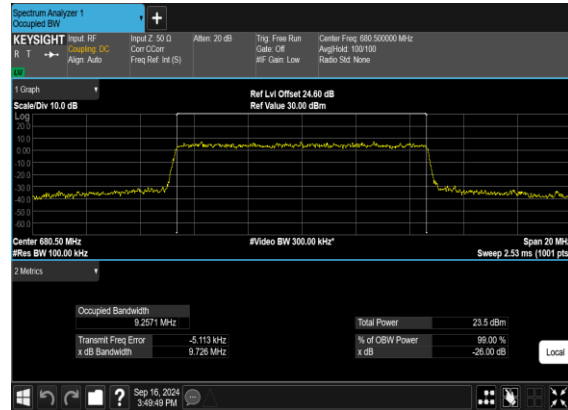 Spectrum Analyzer 1
Occupied BW
+
KEYSIGHT Input: RF Input Z: 50 Ω Atten: 20 dB Trig: Free Run Center Freq: 680.500000 MHz
R T Coupling: DC Corr CCorr Gate: Off Avg|Hold: 100/100
Align: Auto Freq Ref: Int (S) #IF Gain: Low Radio Std: None
LXI
1 Graph
Ref Lvl Offset 24.60 dB
Scale/Div 10.0 dB Ref Value 30.00 dBm
Log
20.0
10.0
0.00
-10.0
-20.0
-30.0
-40.0
-50.0
-60.0
Center 680.50 MHz #Video BW 300.00 kHz* Span 20 MHz
#Res BW 100.00 kHz Sweep 2.53 ms (1001 pts)
2 Metrics
Occupied Bandwidth
9.2571 MHz Total Power 23.5 dBm
Transmit Freq Error -5.113 kHz % of OBW Power 99.00 %
x dB Bandwidth 9.726 MHz x dB -26.00 dB
Local
? Sep 16, 2024
3:49:49 PM